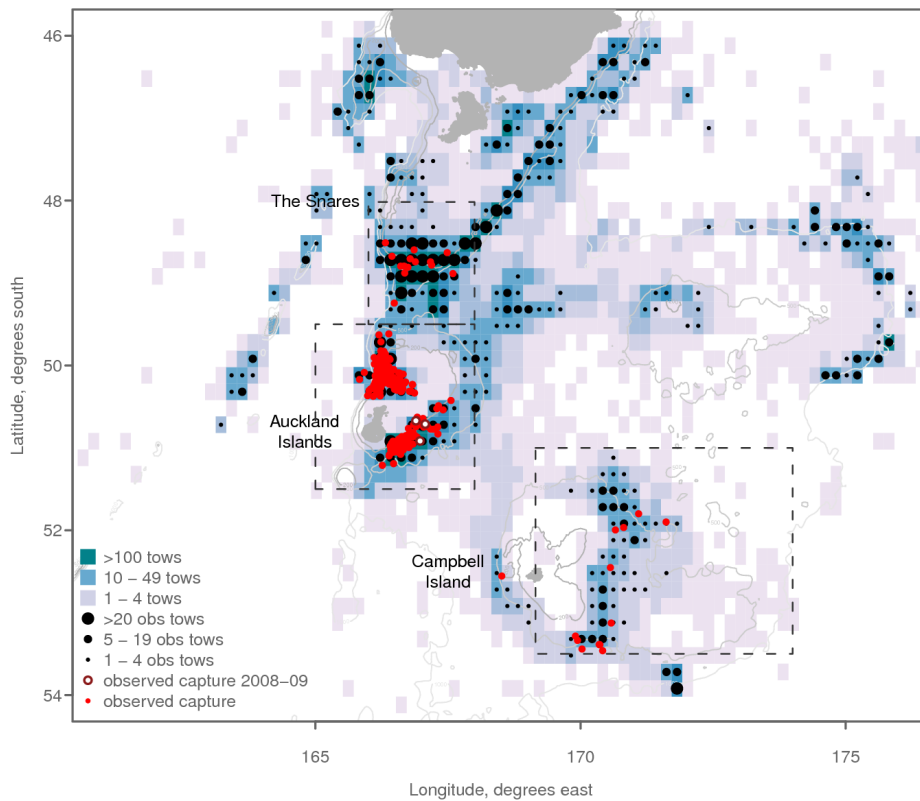 46
48
50
52
54
Latitude, degrees south
The Snares
Auckland
Islands
Campbell
Island
>100 tows
10 − 49 tows
1 − 4 tows
>20 obs tows
5 − 19 obs tows
1 − 4 obs tows
observed capture 2008−09
observed capture
165
170
175
Longitude, degrees east